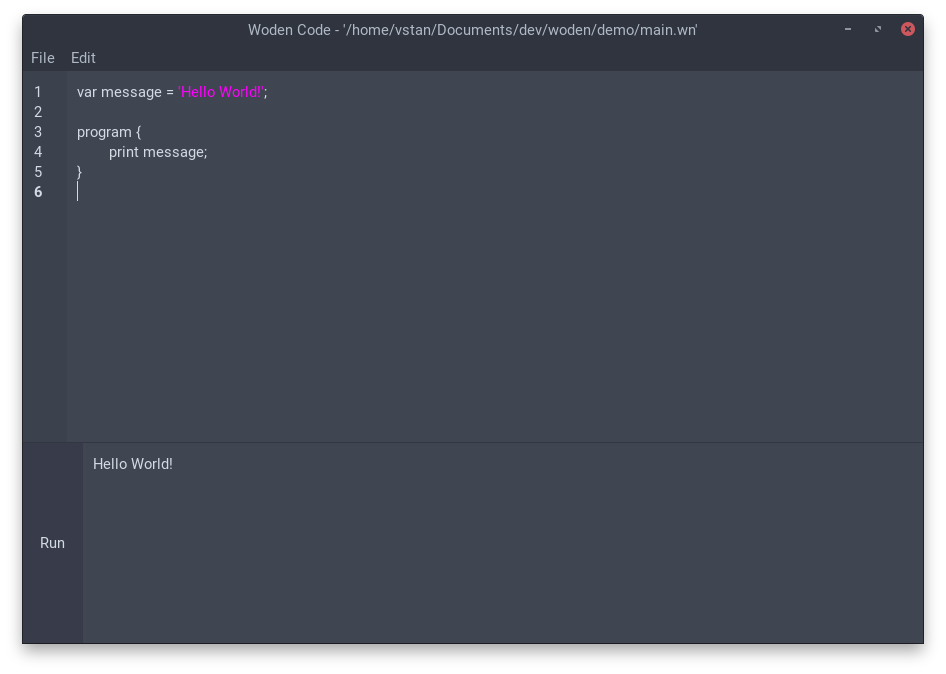 Woden Code - '/home/vstan/Documents/dev/woden/demo/main.wn'
File Edit
1 var message = 'Hello World!';
2
3 program {
4 print message;
5 }
6
Hello World!
Run